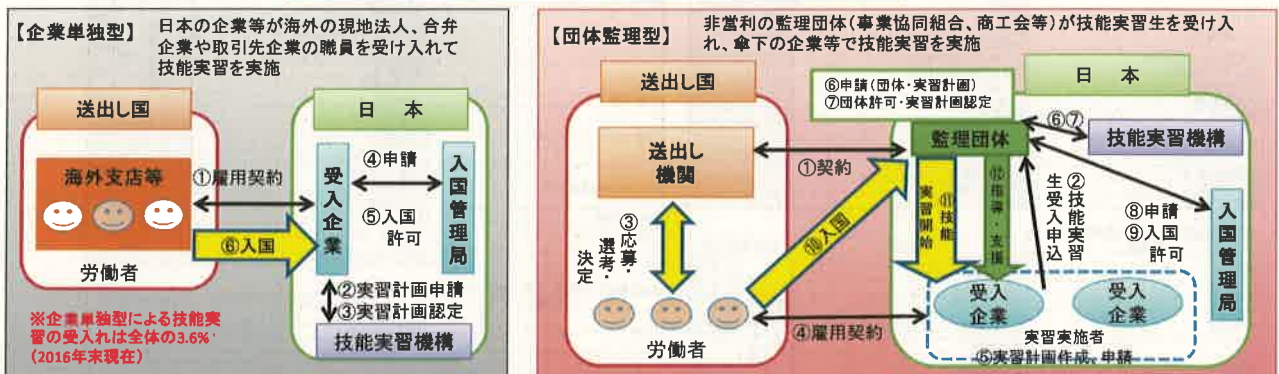 【企業単独型】
日本の企業等が海外の現地法人、合弁
企業や取引先企業の職員を受け入れて
技能実習を実施
送出し国
海外支店等
労働者
※企業単独型による技能実
習の受入れは全体の3.6%
(2016年末現在)
①雇用契約
⑥入国
日本
受入企業
④申請
⑤入国
許可
入国管理局
②実習計画申請
③実習計画認定
技能実習機構
【団体監理型】
非営利の監理団体(事業協同組合、商工会等)が技能実習生を受け入
れ、傘下の企業等で技能実習を実施
送出し国
送出し
機関
③応募・
選考・
決定
労働者
①契約
⑩入国
④雇用契約
日本
⑥申請(団体・実習計画)
⑦団体許可・実習計画認定
監理団体
⑥⑦
技能実習機構
⑪技能
実習開始
⑫指導・支援
②技能実習
生受入申込
⑧申請
⑨入国
許可
入国管理局
受入
企業
受入
企業
実習実施者
⑤実習計画作成、申請